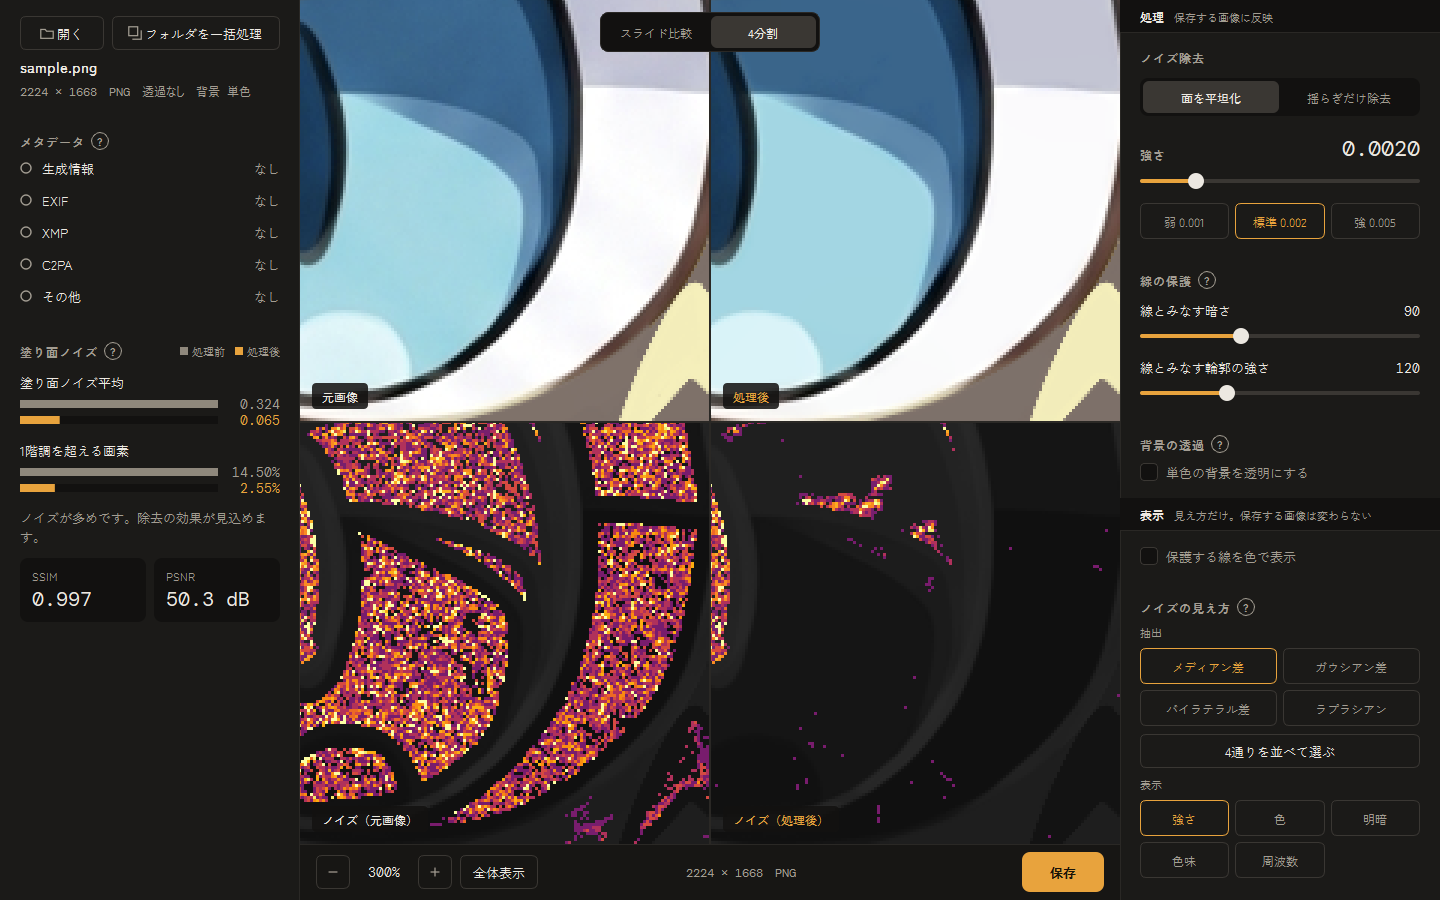 開く
フォルダを一括処理
sample.png
2224 × 1668 PNG 透過なし 背景 単色
メタデータ ?
生成情報 なし
EXIF なし
XMP なし
C2PA なし
その他 なし
塗り面ノイズ ? 処理前 処理後
塗り面ノイズ平均
0.324
0.065
1階調を超える画素
14.50%
2.55%
ノイズが多めです。除去の効果が見込めま
す。
SSIM
0.997
PSNR
50.3 dB
スライド比較
4分割
元画像
処理後
ノイズ（元画像）
ノイズ（処理後）
−
300%
+
全体表示
2224 × 1668 PNG
保存
処理 保存する画像に反映
ノイズ除去
面を平坦化
揺らぎだけ除去
強さ 0.0020
弱 0.001
標準 0.002
強 0.005
線の保護 ?
線とみなす暗さ 90
線とみなす輪郭の強さ 120
背景の透過 ?
単色の背景を透明にする
表示 見え方だけ。保存する画像は変わらない
保護する線を色で表示
ノイズの見え方 ?
抽出
メディアン差
ガウシアン差
バイラテラル差
ラプラシアン
4通りを並べて選ぶ
表示
強さ
色
明暗
色味
周波数